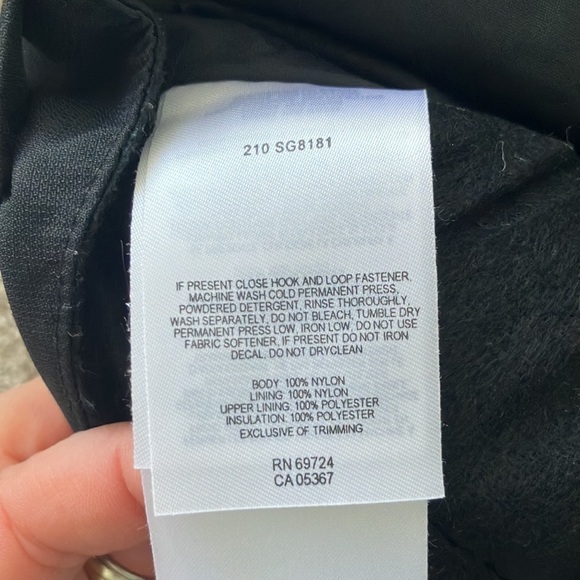 210 SG8181
IF PRESENT CLOSE HOOK AND LOOP FASTENER,
MACHINE WASH COLD PERMANENT PRESS,
POWDERED DETERGENT, RINSE THOROUGHLY,
WASH SEPARATELY, DO NOT BLEACH, TUMBLE DRY
PERMANENT PRESS LOW, IRON LOW, DO NOT USE
FABRIC SOFTENER, IF PRESENT DO NOT IRON
DECAL, DO NOT DRYCLEAN
BODY 100% NYLON
LINING: 100% NYLON
UPPER LINING: 100% POLYESTER
INSULATION: 100% POLYESTER
EXCLUSIVE OF TRIMMING
RN 69724
CA 05367